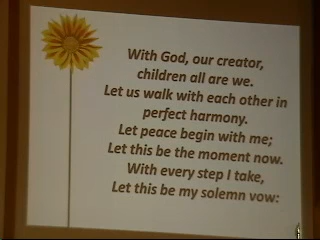 With God, our creator,
children all are we.
Let us walk with each other in
perfect harmony.
Let peace begin with me;
Let this be the moment now.
With every step I take,
Let this be my solemn vow: